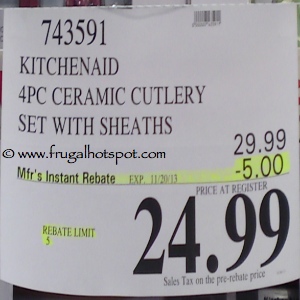 743591
KITCHENAID
4PC CERAMIC CUTLERY
SET WITH SHEATHS
© www.frugalhotspot.com
29.99
Mfr's Instant Rebate EXP. 11/20/13 -5.00
PRICE AT REGISTER
24.99
REBATE LIMIT
5
Sales Tax on the pre-rebate price